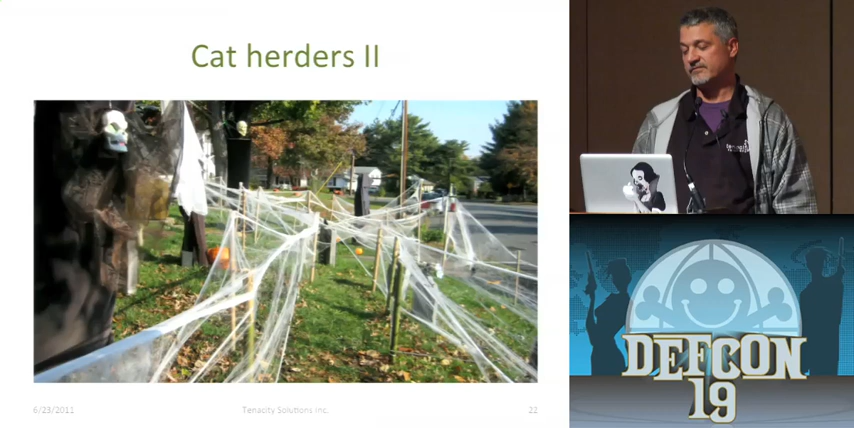 Cat herders II
6/23/2011
Tenacity Solutions Inc.
22
DEFCON
19